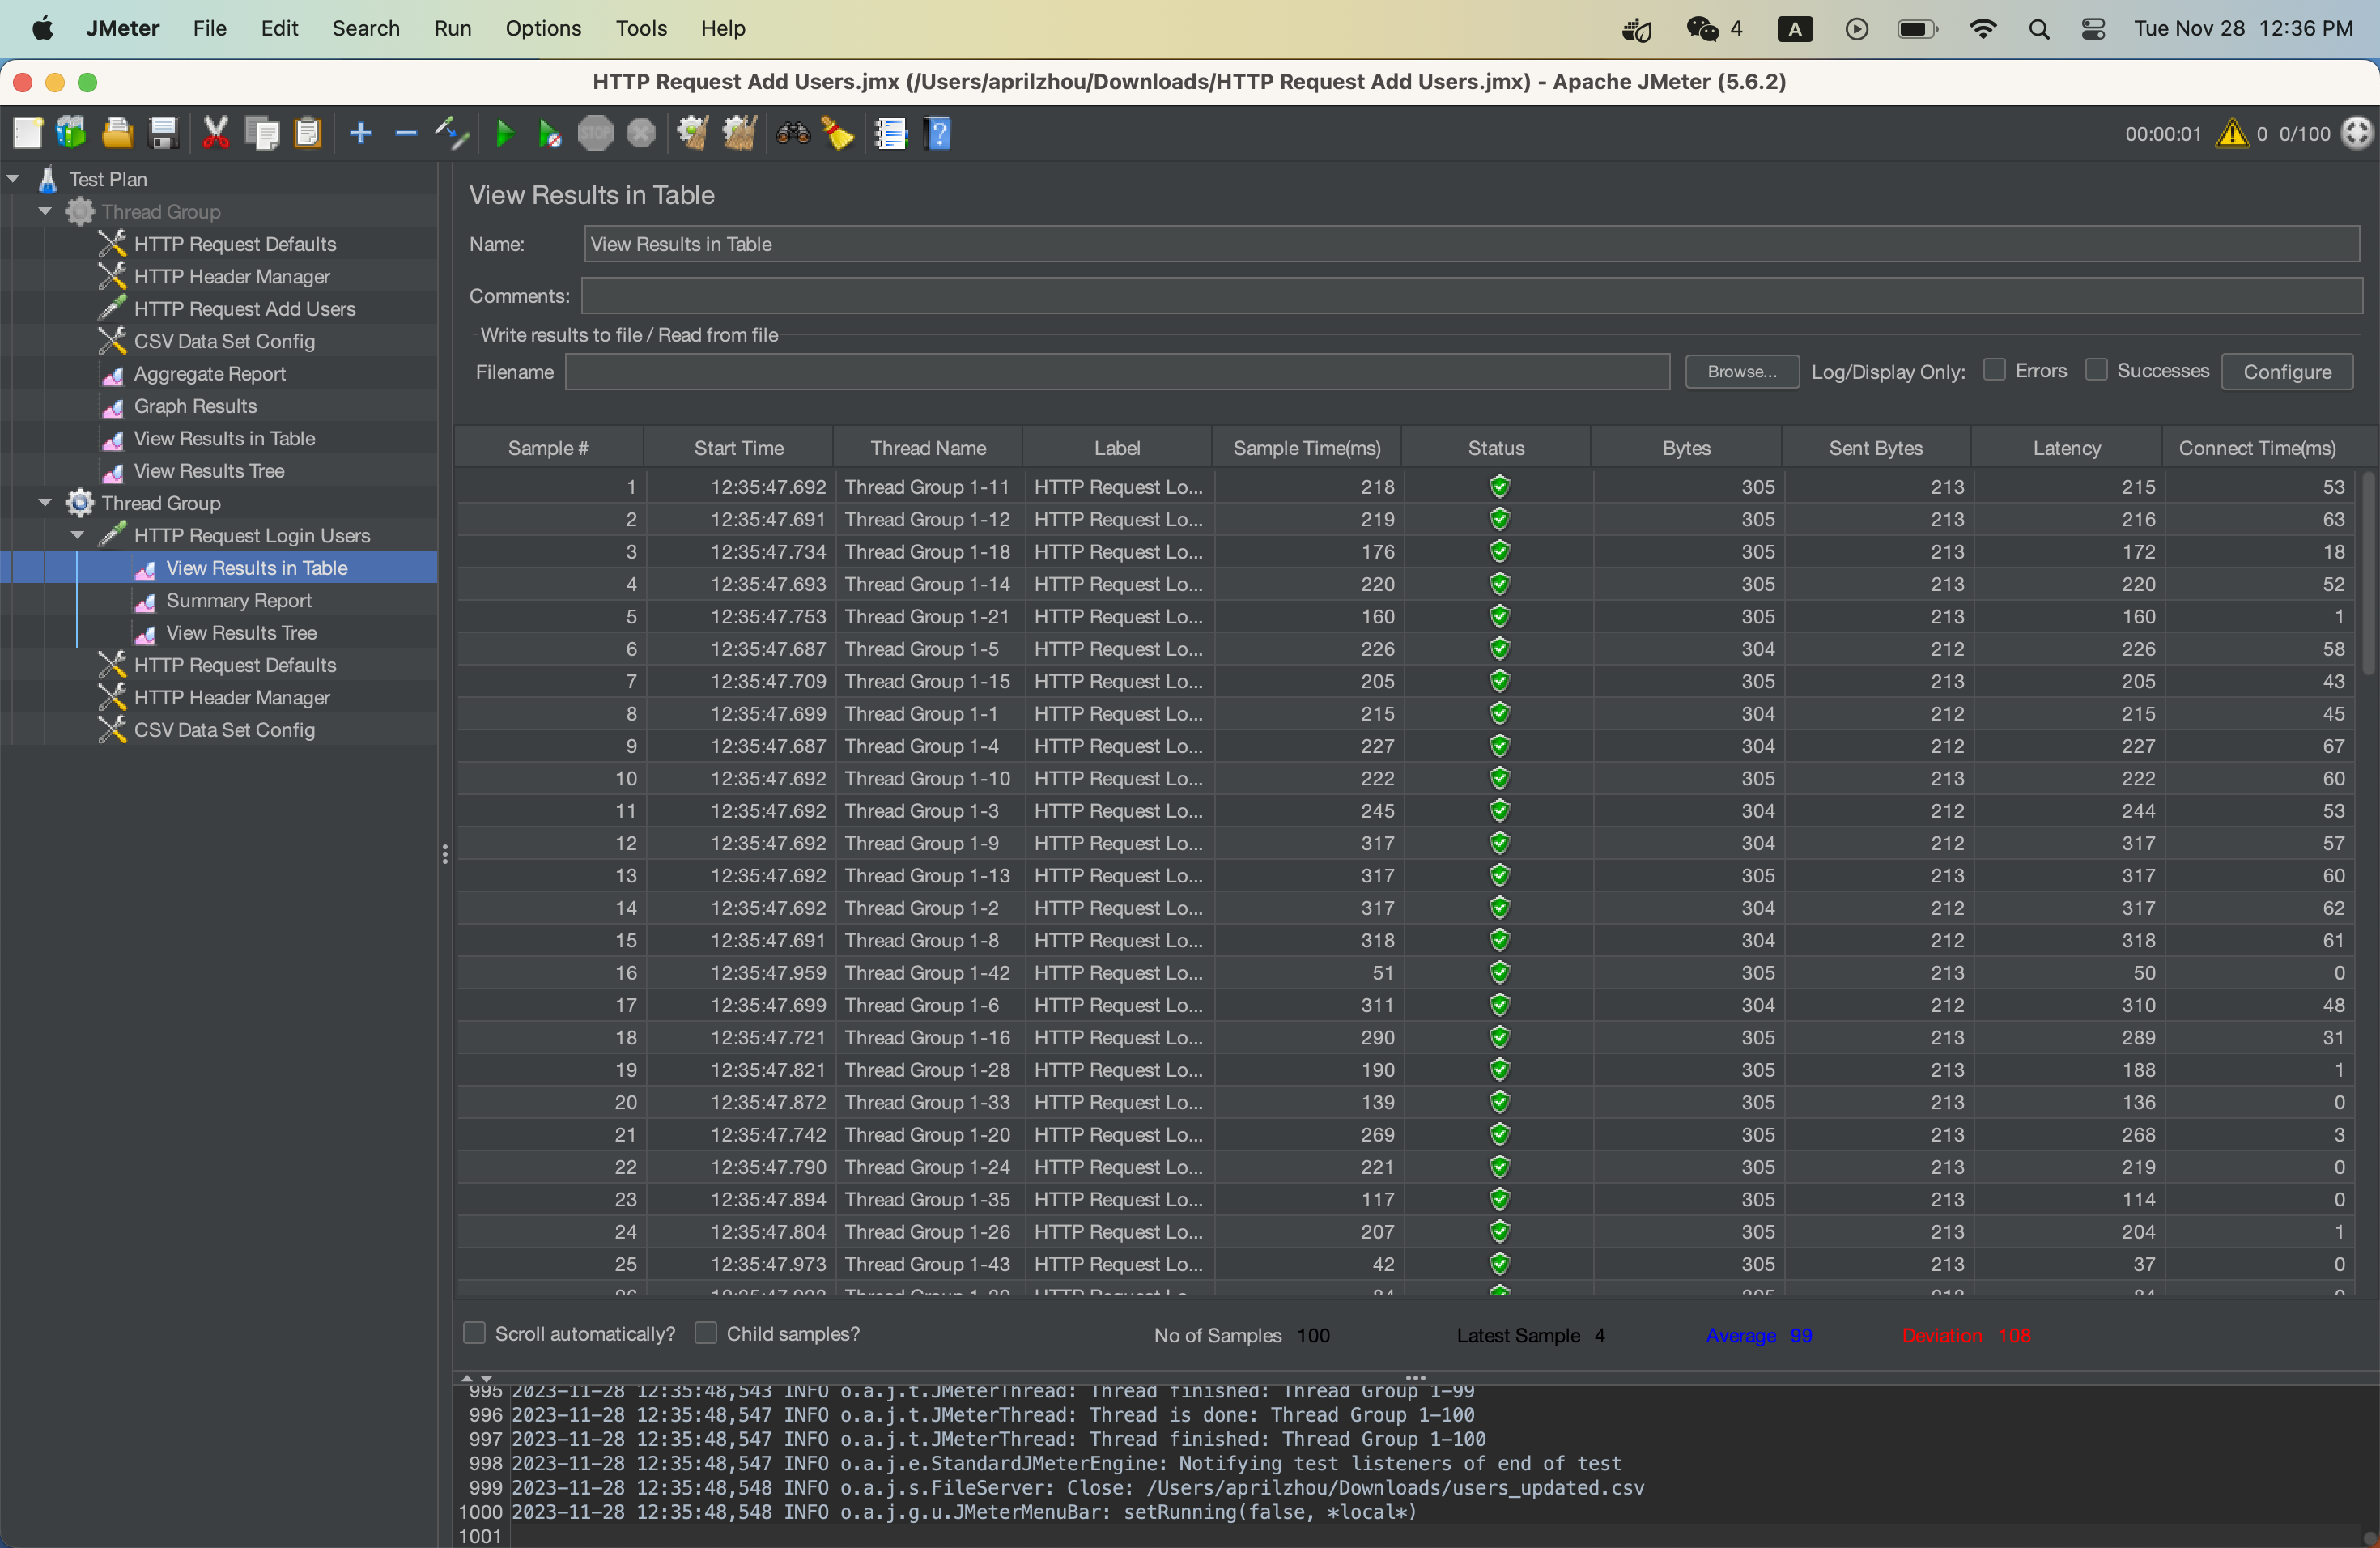 JMeter File Edit Search Run Options Tools Help 4 A Tue Nov 28 12:36 PM
HTTP Request Add Users.jmx (/Users/aprilzhou/Downloads/HTTP Request Add Users.jmx) - Apache JMeter (5.6.2)
STOP ? 00:00:01 0 0/100
Test Plan
Thread Group
HTTP Request Defaults
HTTP Header Manager
HTTP Request Add Users
CSV Data Set Config
Aggregate Report
Graph Results
View Results in Table
View Results Tree
Thread Group
HTTP Request Login Users
View Results in Table
Summary Report
View Results Tree
HTTP Request Defaults
HTTP Header Manager
CSV Data Set Config
View Results in Table
Name: View Results in Table
Comments:
Write results to file / Read from file
Filename Browse... Log/Display Only: Errors Successes Configure
Sample # Start Time Thread Name Label Sample Time(ms) Status Bytes Sent Bytes Latency Connect Time(ms)
1 12:35:47.692 Thread Group 1-11 HTTP Request Lo... 218 305 213 215 53
2 12:35:47.691 Thread Group 1-12 HTTP Request Lo... 219 305 213 216 63
3 12:35:47.734 Thread Group 1-18 HTTP Request Lo... 176 305 213 172 18
4 12:35:47.693 Thread Group 1-14 HTTP Request Lo... 220 305 213 220 52
5 12:35:47.753 Thread Group 1-21 HTTP Request Lo... 160 305 213 160 1
6 12:35:47.687 Thread Group 1-5 HTTP Request Lo... 226 304 212 226 58
7 12:35:47.709 Thread Group 1-15 HTTP Request Lo... 205 305 213 205 43
8 12:35:47.699 Thread Group 1-1 HTTP Request Lo... 215 304 212 215 45
9 12:35:47.687 Thread Group 1-4 HTTP Request Lo... 227 304 212 227 67
10 12:35:47.692 Thread Group 1-10 HTTP Request Lo... 222 305 213 222 60
11 12:35:47.692 Thread Group 1-3 HTTP Request Lo... 245 304 212 244 53
12 12:35:47.692 Thread Group 1-9 HTTP Request Lo... 317 304 212 317 57
13 12:35:47.692 Thread Group 1-13 HTTP Request Lo... 317 305 213 317 60
14 12:35:47.692 Thread Group 1-2 HTTP Request Lo... 317 304 212 317 62
15 12:35:47.691 Thread Group 1-8 HTTP Request Lo... 318 304 212 318 61
16 12:35:47.959 Thread Group 1-42 HTTP Request Lo... 51 305 213 50 0
17 12:35:47.699 Thread Group 1-6 HTTP Request Lo... 311 304 212 310 48
18 12:35:47.721 Thread Group 1-16 HTTP Request Lo... 290 305 213 289 31
19 12:35:47.821 Thread Group 1-28 HTTP Request Lo... 190 305 213 188 1
20 12:35:47.872 Thread Group 1-33 HTTP Request Lo... 139 305 213 136 0
21 12:35:47.742 Thread Group 1-20 HTTP Request Lo... 269 305 213 268 3
22 12:35:47.790 Thread Group 1-24 HTTP Request Lo... 221 305 213 219 0
23 12:35:47.894 Thread Group 1-35 HTTP Request Lo... 117 305 213 114 0
24 12:35:47.804 Thread Group 1-26 HTTP Request Lo... 207 305 213 204 1
25 12:35:47.973 Thread Group 1-43 HTTP Request Lo... 42 305 213 37 0
Scroll automatically? Child samples? No of Samples 100 Latest Sample 4 Average 99 Deviation 108
995 2023-11-28 12:35:48,543 INFO o.a.j.t.JMeterThread: Thread finished: Thread Group 1-99
996 2023-11-28 12:35:48,547 INFO o.a.j.t.JMeterThread: Thread is done: Thread Group 1-100
997 2023-11-28 12:35:48,547 INFO o.a.j.t.JMeterThread: Thread finished: Thread Group 1-100
998 2023-11-28 12:35:48,547 INFO o.a.j.e.StandardJMeterEngine: Notifying test listeners of end of test
999 2023-11-28 12:35:48,548 INFO o.a.j.s.FileServer: Close: /Users/aprilzhou/Downloads/users_updated.csv
1000 2023-11-28 12:35:48,548 INFO o.a.j.g.u.JMeterMenuBar: setRunning(false, *local*)
1001